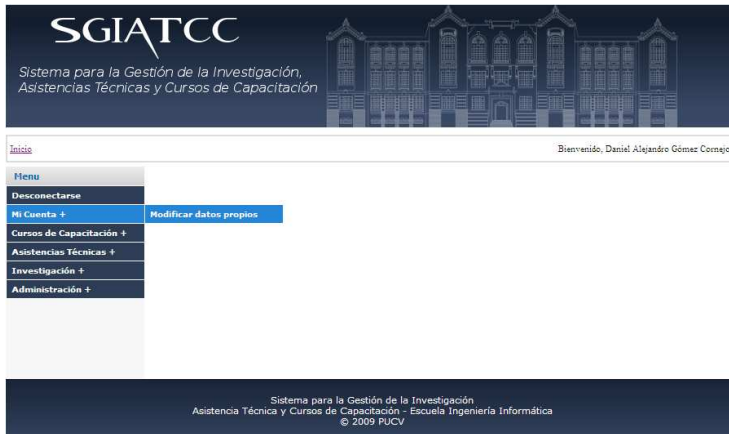 SGIATCC
Sistema para la Gestión de la Investigación,
Asistencias Técnicas y Cursos de Capacitación
Inicio
Bienvenido, Daniel Alejandro Gómez Cornejo
Menu
Desconectarse
Mi Cuenta +
Modificar datos propios
Cursos de Capacitación +
Asistencias Técnicas +
Investigación +
Administración +
Sistema para la Gestión de la Investigación
Asistencia Técnica y Cursos de Capacitación - Escuela Ingeniería Informática
© 2009 PUCV